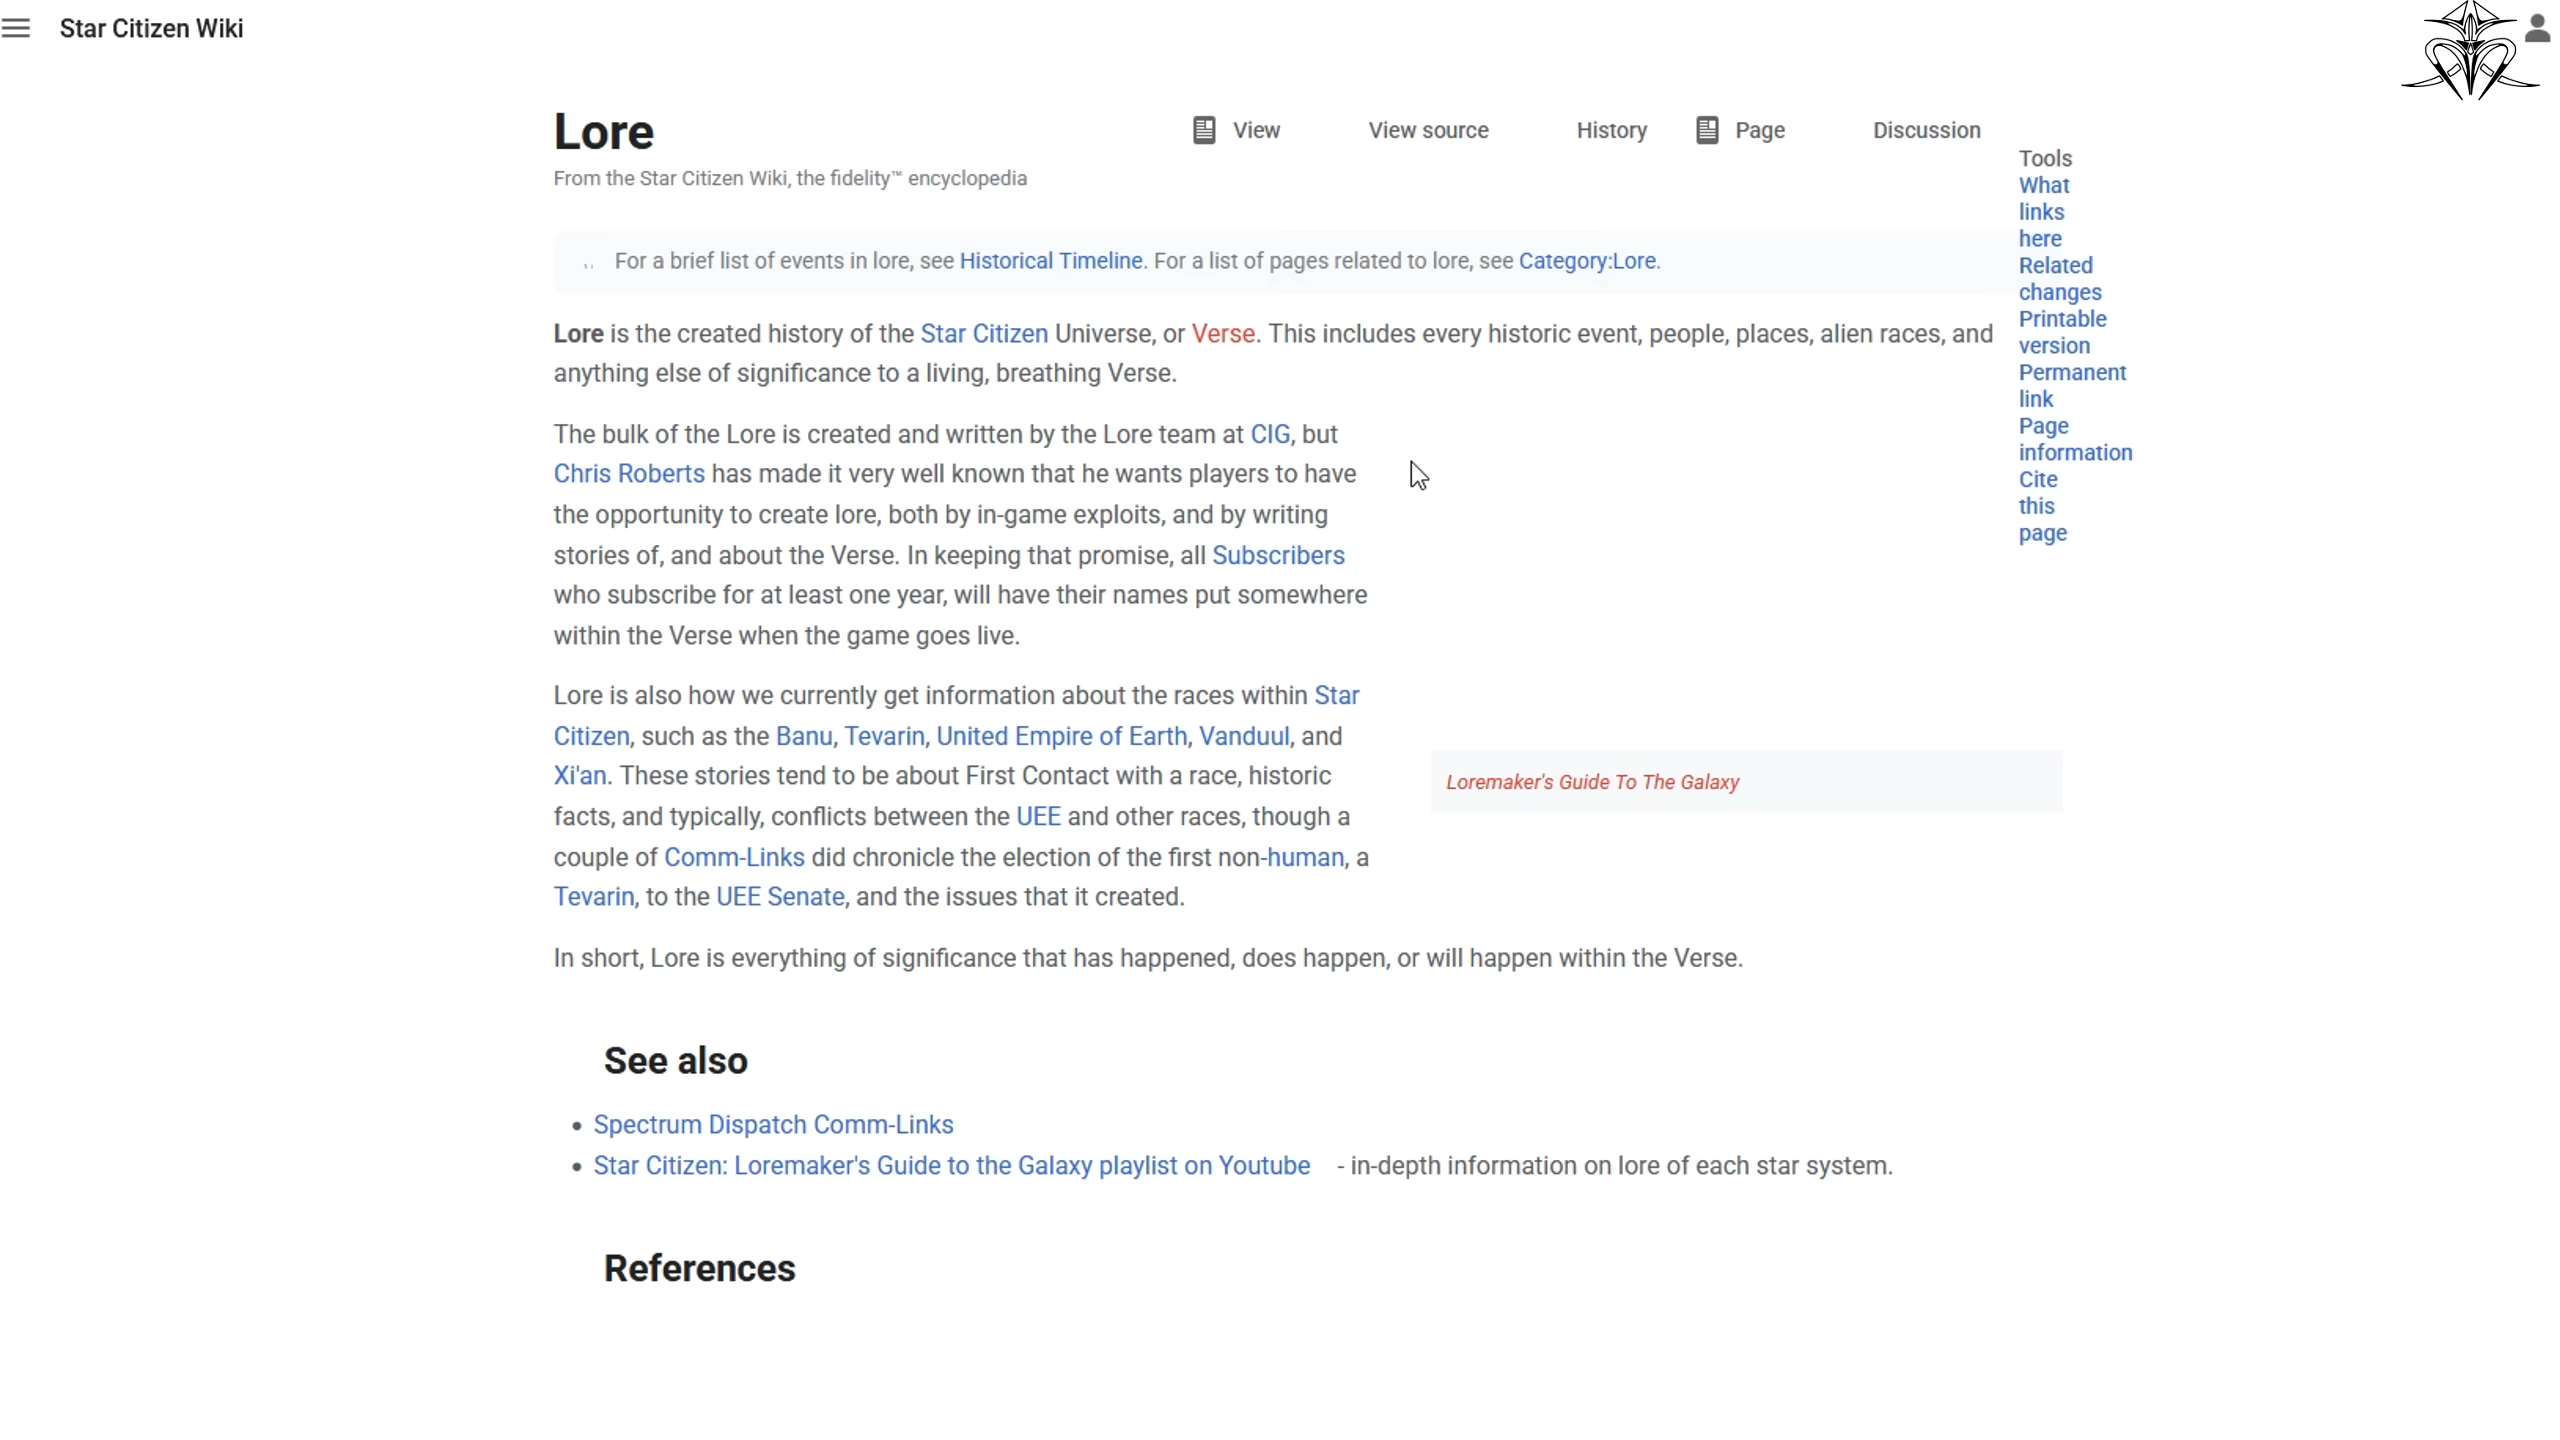 Star Citizen Wiki
Lore
View
View source
History
Page
Discussion
From the Star Citizen Wiki, the fidelity™ encyclopedia
Tools
What
links
here
Related
changes
Printable
version
Permanent
link
Page
information
Cite
this
page
For a brief list of events in lore, see Historical Timeline. For a list of pages related to lore, see Category:Lore.
Lore is the created history of the Star Citizen Universe, or Verse. This includes every historic event, people, places, alien races, and
anything else of significance to a living, breathing Verse.
The bulk of the Lore is created and written by the Lore team at CIG, but
Chris Roberts has made it very well known that he wants players to have
the opportunity to create lore, both by in-game exploits, and by writing
stories of, and about the Verse. In keeping that promise, all Subscribers
who subscribe for at least one year, will have their names put somewhere
within the Verse when the game goes live.
Lore is also how we currently get information about the races within Star
Citizen, such as the Banu, Tevarin, United Empire of Earth, Vanduul, and
Xi'an. These stories tend to be about First Contact with a race, historic
facts, and typically, conflicts between the UEE and other races, though a
couple of Comm-Links did chronicle the election of the first non-human, a
Tevarin, to the UEE Senate, and the issues that it created.
Loremaker's Guide To The Galaxy
In short, Lore is everything of significance that has happened, does happen, or will happen within the Verse.
See also
• Spectrum Dispatch Comm-Links
• Star Citizen: Loremaker's Guide to the Galaxy playlist on Youtube - in-depth information on lore of each star system.
References